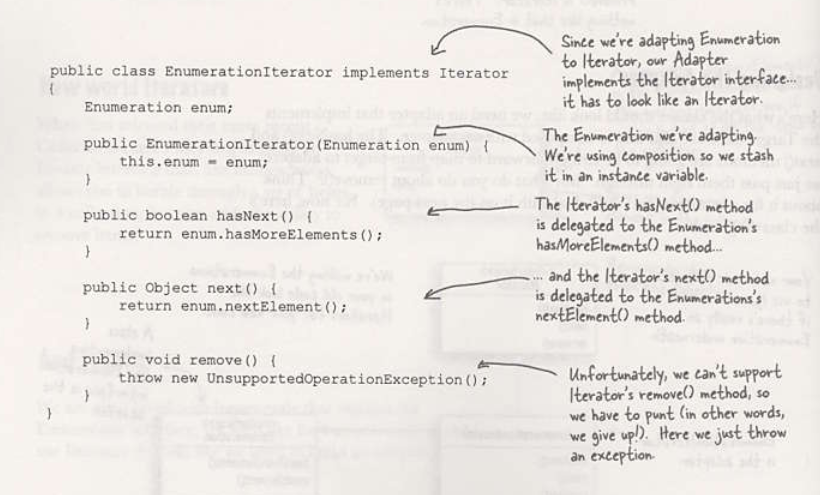 Since we're adapting Enumeration
to Iterator, our Adapter
implements the Iterator interface...
it has to look like an Iterator.
public class EnumerationIterator implements Iterator
{
Enumeration enum;
public EnumerationIterator(Enumeration enum) {
this.enum = enum;
}
The Enumeration we're adapting.
We're using composition so we stash
it in an instance variable.
public boolean hasNext() {
return enum.hasMoreElements();
}
The Iterator's hasNext() method
is delegated to the Enumeration's
hasMoreElements() method...
public Object next() {
return enum.nextElement();
}
... and the Iterator's next() method
is delegated to the Enumerations's
nextElement() method.
public void remove() {
throw new UnsupportedOperationException();
}
}
Unfortunately, we can't support
Iterator's remove() method, so
we have to punt (in other words,
we give up!). Here we just throw
an exception.